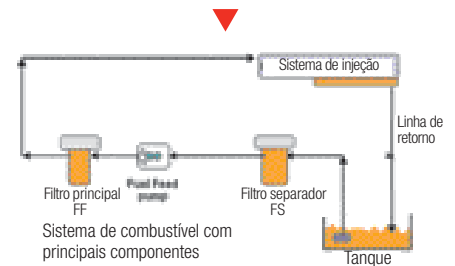 Sistema de injeção
Linha de
retorno
Fuel Feed
pump
Filtro principal
FF
Filtro separador
FS
Sistema de combustível com
principais componentes
Tanque